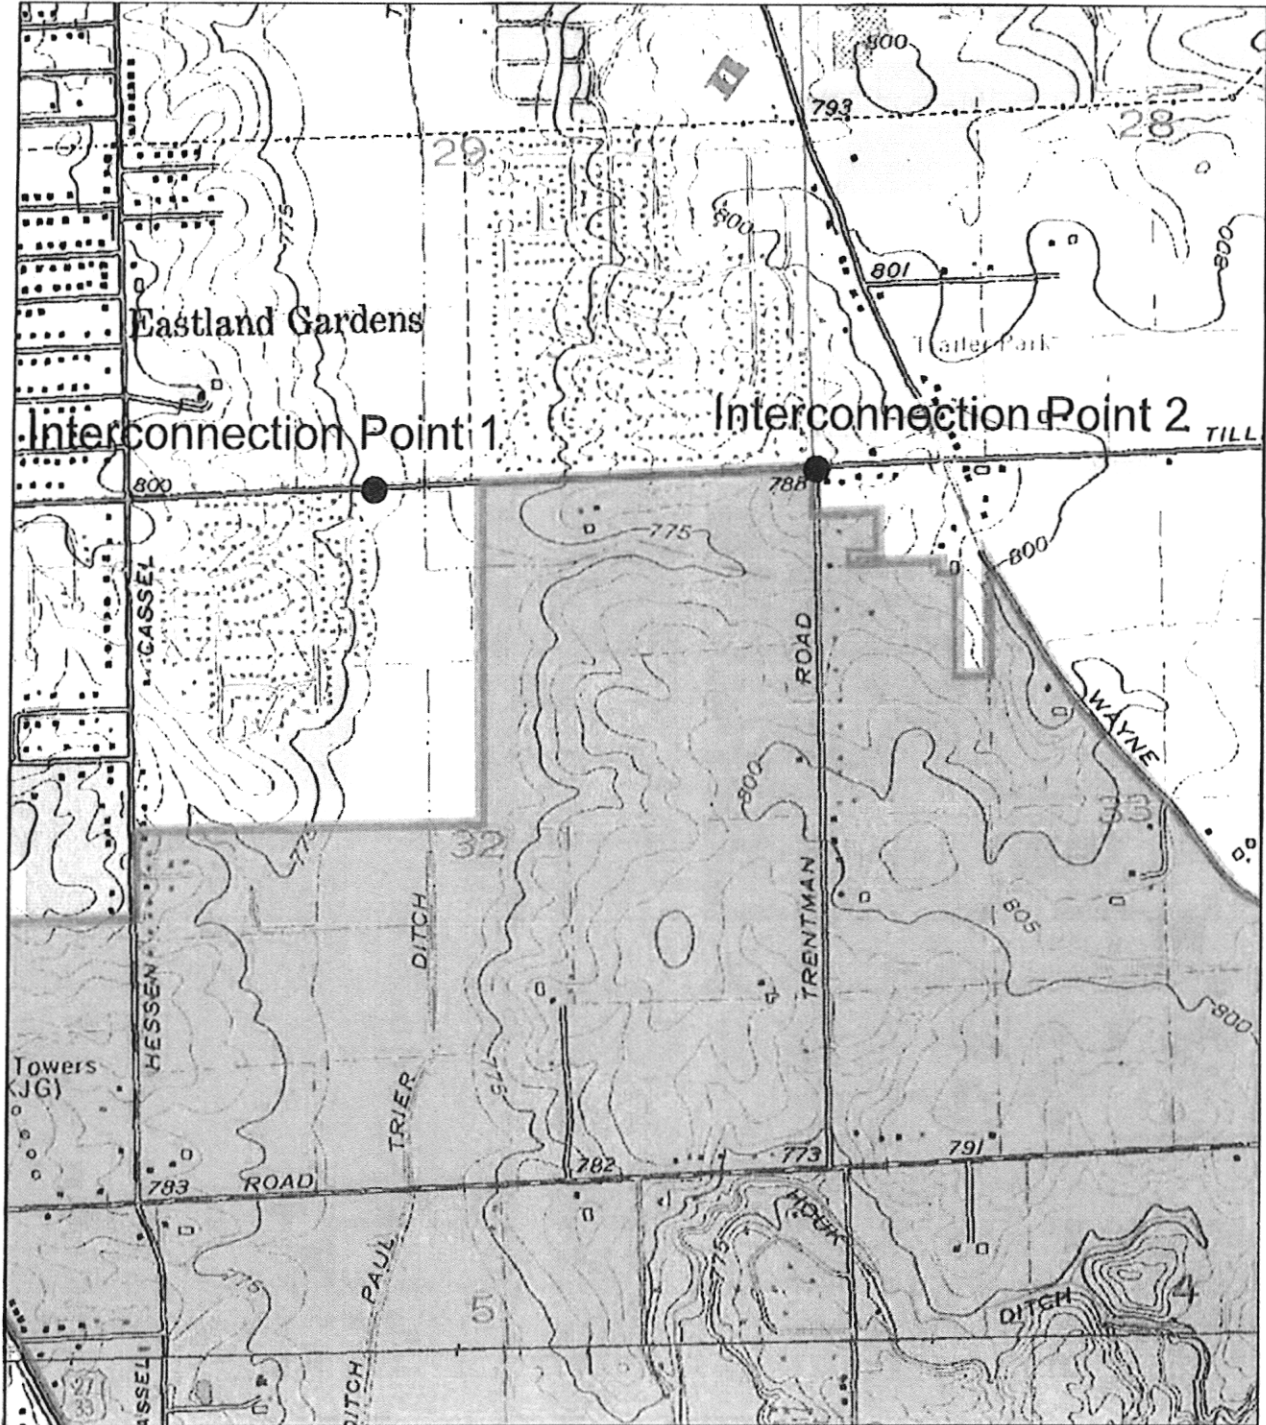 T
800
793
28
29
775
800
800
801
Eastland Gardens
Trailer Park
Interconnection Point 1
Interconnection Point 2
TILL
800
788
775
800
CASSEL
ROAD
WAYNE
800
33
775
32
DITCH
TRENTMAN
805
HESSEN
800
Towers
(JG)
775
TRIER
782
773
791
783
ROAD
HOUK
775
PAUL
775
DITCH
5
4
27
33
CASSEL
DITCH